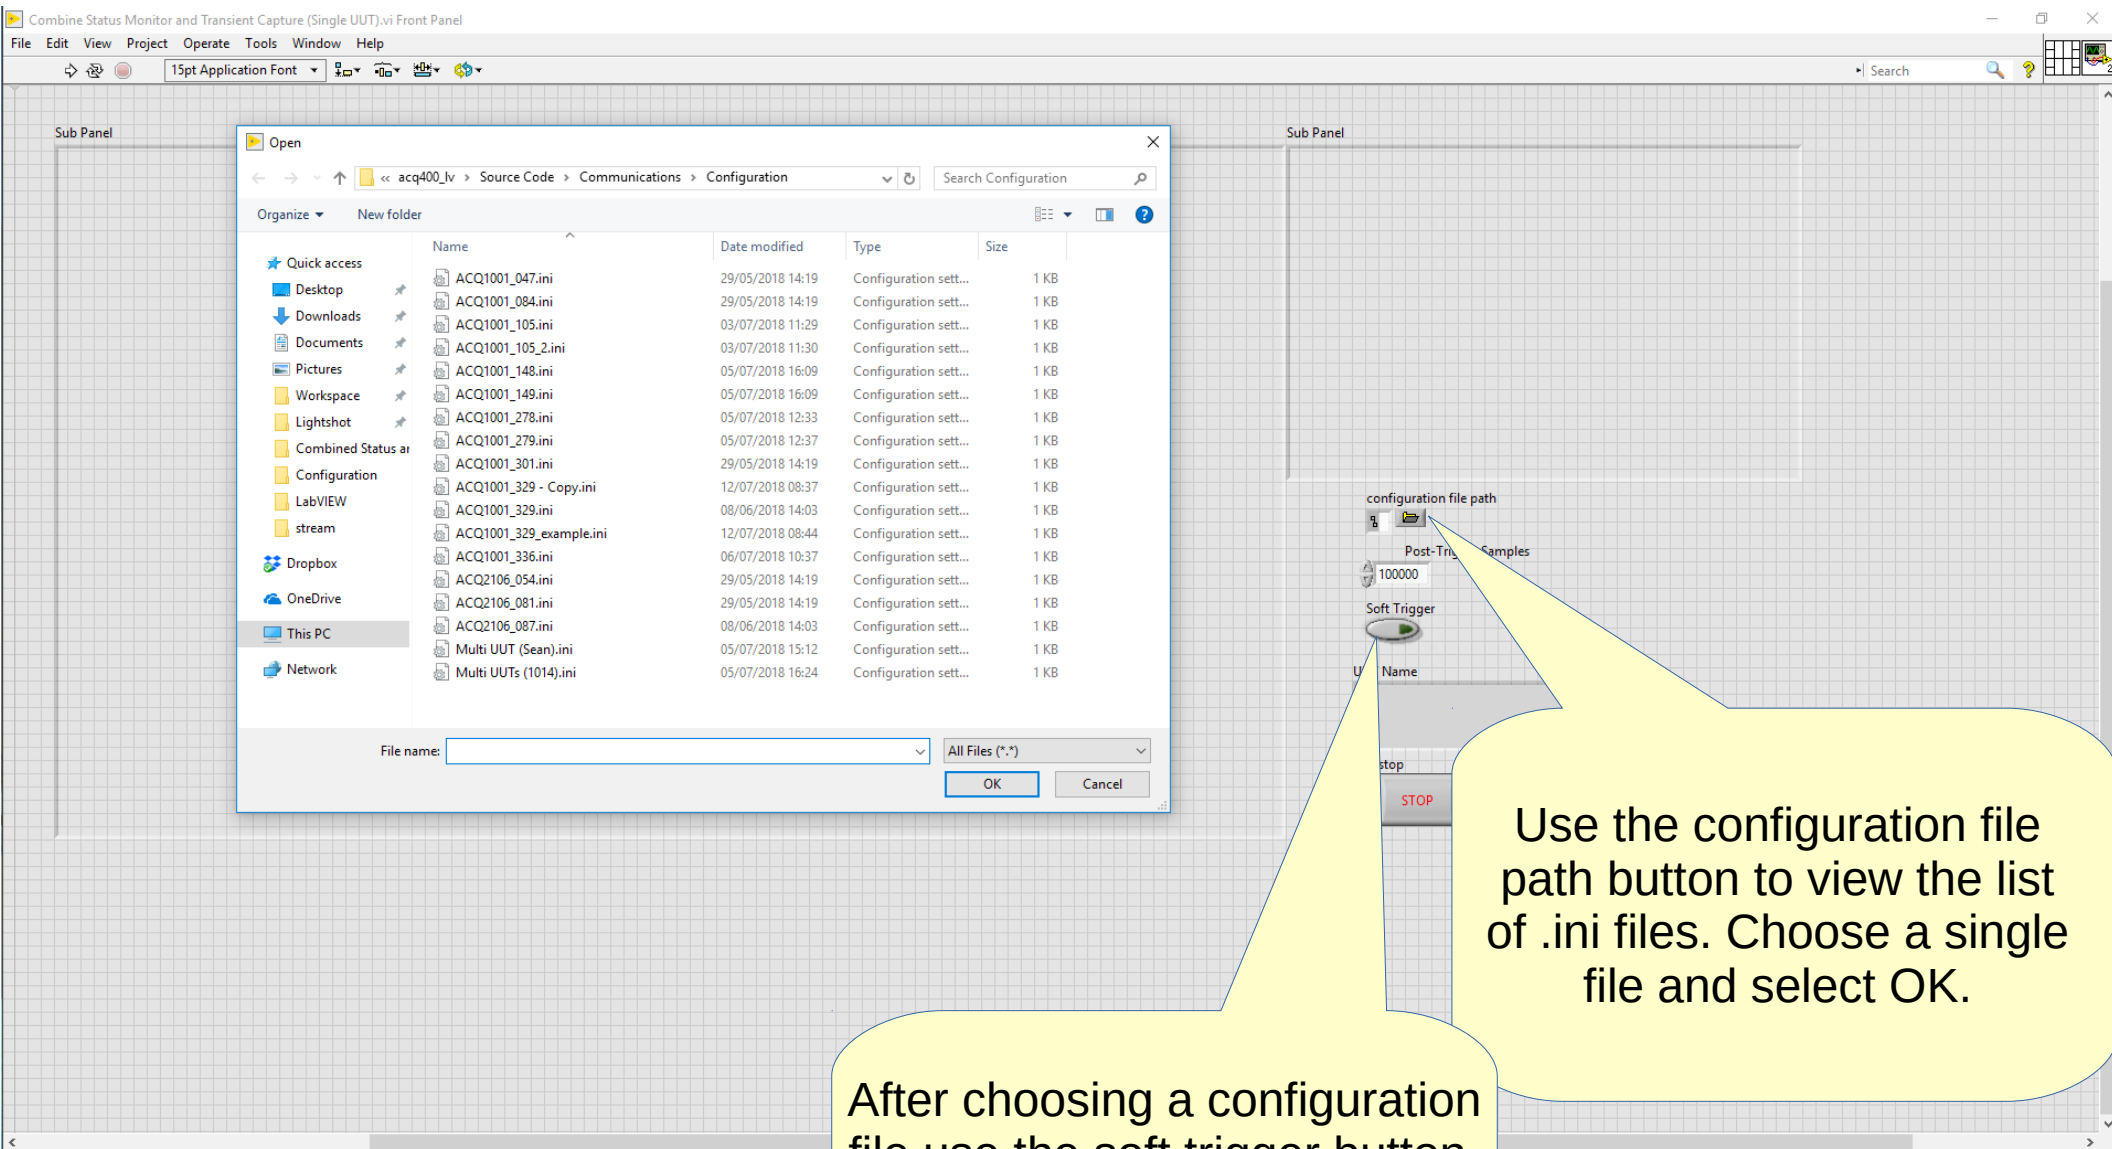 Combine Status Monitor and Transient Capture (Single UUT).vi Front Panel
File Edit View Project Operate Tools Window Help
15pt Application Font
Search
2
Sub Panel
Sub Panel
Open
« acq400_lv › Source Code › Communications › Configuration
Search Configuration
Organize
New folder
Name Date modified Type Size
Quick access
Desktop
Downloads
Documents
Pictures
Workspace
Lightshot
Combined Status ar
Configuration
LabVIEW
stream
Dropbox
OneDrive
This PC
Network
ACQ1001_047.ini 29/05/2018 14:19 Configuration sett... 1 KB
ACQ1001_084.ini 29/05/2018 14:19 Configuration sett... 1 KB
ACQ1001_105.ini 03/07/2018 11:29 Configuration sett... 1 KB
ACQ1001_105_2.ini 03/07/2018 11:30 Configuration sett... 1 KB
ACQ1001_148.ini 05/07/2018 16:09 Configuration sett... 1 KB
ACQ1001_149.ini 05/07/2018 16:09 Configuration sett... 1 KB
ACQ1001_278.ini 05/07/2018 12:33 Configuration sett... 1 KB
ACQ1001_279.ini 05/07/2018 12:37 Configuration sett... 1 KB
ACQ1001_301.ini 29/05/2018 14:19 Configuration sett... 1 KB
ACQ1001_329 - Copy.ini 12/07/2018 08:37 Configuration sett... 1 KB
ACQ1001_329.ini 08/06/2018 14:03 Configuration sett... 1 KB
ACQ1001_329_example.ini 12/07/2018 08:44 Configuration sett... 1 KB
ACQ1001_336.ini 06/07/2018 10:37 Configuration sett... 1 KB
ACQ2106_054.ini 29/05/2018 14:19 Configuration sett... 1 KB
ACQ2106_081.ini 29/05/2018 14:19 Configuration sett... 1 KB
ACQ2106_087.ini 08/06/2018 14:03 Configuration sett... 1 KB
Multi UUT (Sean).ini 05/07/2018 15:12 Configuration sett... 1 KB
Multi UUTs (1014).ini 05/07/2018 16:24 Configuration sett... 1 KB
File name:
All Files (*.*)
OK Cancel
configuration file path
Samples
100000
Soft Trigger
Name
stop
STOP
Use the configuration file
path button to view the list
of .ini files. Choose a single
file and select OK.
After choosing a configuration
file use the soft trigger button